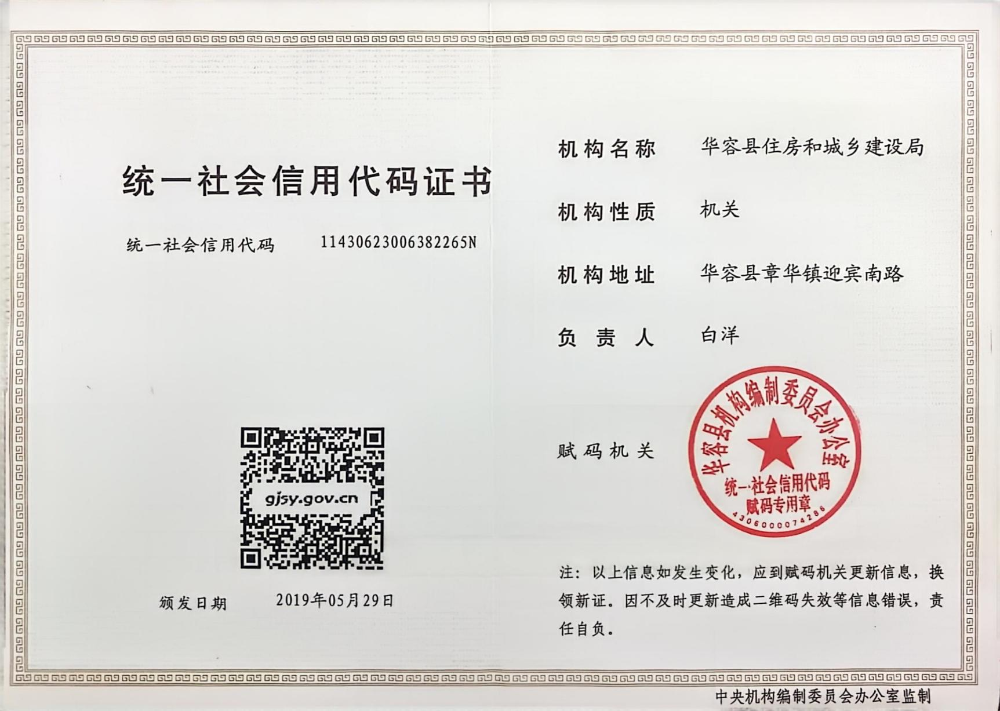 统一社会信用代码证书
统一社会信用代码 11430623006382265N
gjsy.gov.cn
颁发日期 2019年05月29日
机构名称 华容县住房和城乡建设局
机构性质 机关
机构地址 华容县章华镇迎宾南路
负责人 白洋
赋码机关
华容县机构编制委员会办公室
统一社会信用代码
赋码专用章
4306000074286
注：以上信息如发生变化，应到赋码机关更新信息，换
领新证。因不及时更新造成二维码失效等信息错误，责
任自负。
中央机构编制委员会办公室监制